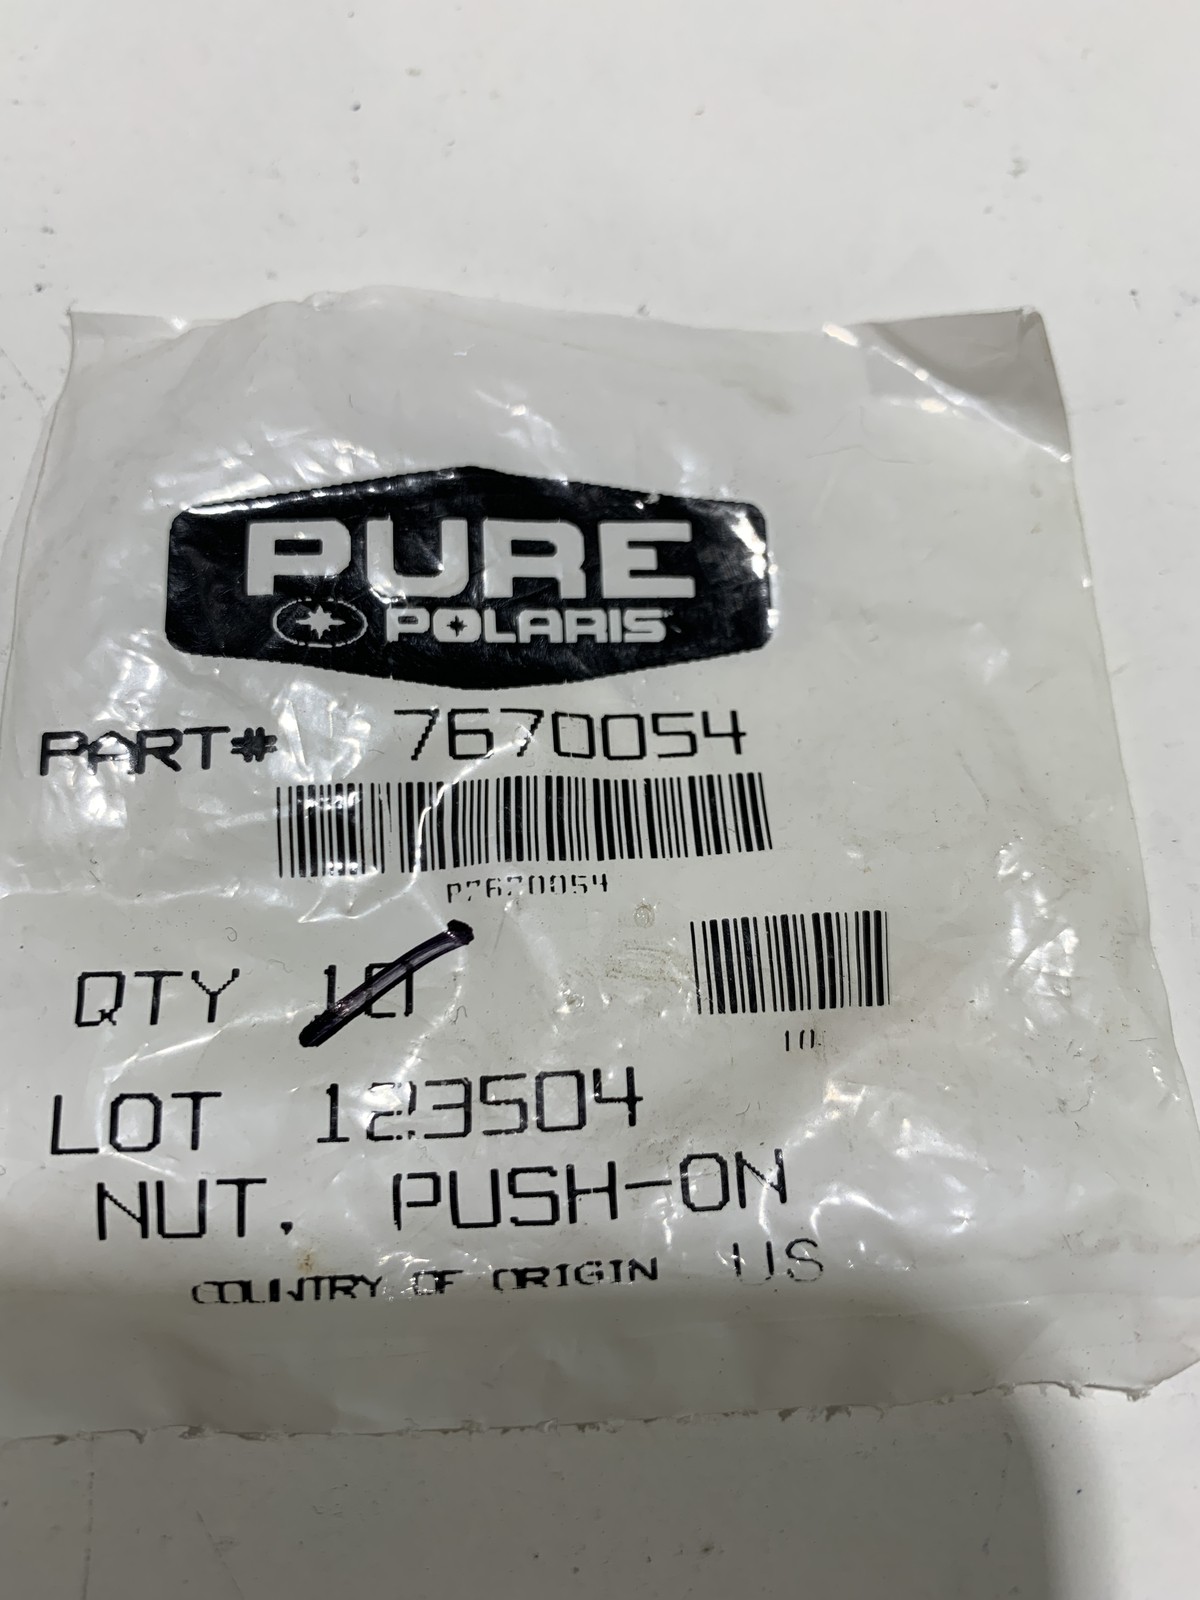 PURE
POLARIS
PART# 7670054
P7670054
QTY 10
10
LOT 123504
NUT, PUSH-ON
COUNTRY OF ORIGIN US